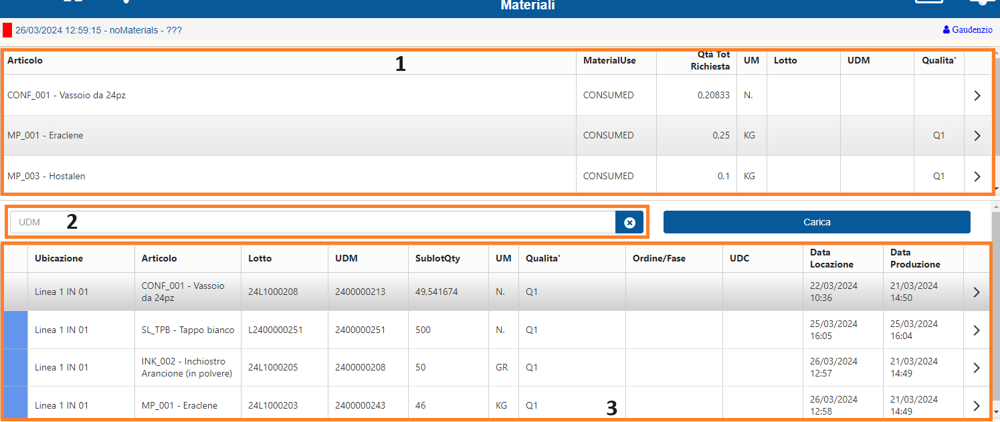 Materiali
26/03/2024 12:59:15 - noMaterials - ???
Gaudenzio
Articolo 1 MaterialUse Qtà Tot Richiesta UM Lotto UDM Qualita'
CONF_001 - Vassoio da 24pz CONSUMED 0,20833 N.
MP_001 - Eraclene CONSUMED 0,25 KG Q1
MP_003 - Hostalen CONSUMED 0,1 KG Q1
UDM 2 Carica
Ubicazione Articolo Lotto UDM SublotQty UM Qualita' Ordine/Fase UDC Data Locazione Data Produzione
Linea 1 IN 01 CONF_001 - Vassoio da 24pz 24L1000208 2400000213 49,541674 N. Q1 22/03/2024 10:36 21/03/2024 14:50
Linea 1 IN 01 SL_TPB - Tappo bianco L2400000251 2400000251 500 N. Q1 25/03/2024 16:05 25/03/2024 16:04
Linea 1 IN 01 INK_002 - Inchiostro Arancione (in polvere) 24L1000205 2400000208 50 GR Q1 26/03/2024 12:57 21/03/2024 14:49
Linea 1 IN 01 MP_001 - Eraclene 24L1000203 2400000243 46 KG Q1 3 26/03/2024 12:58 21/03/2024 14:49